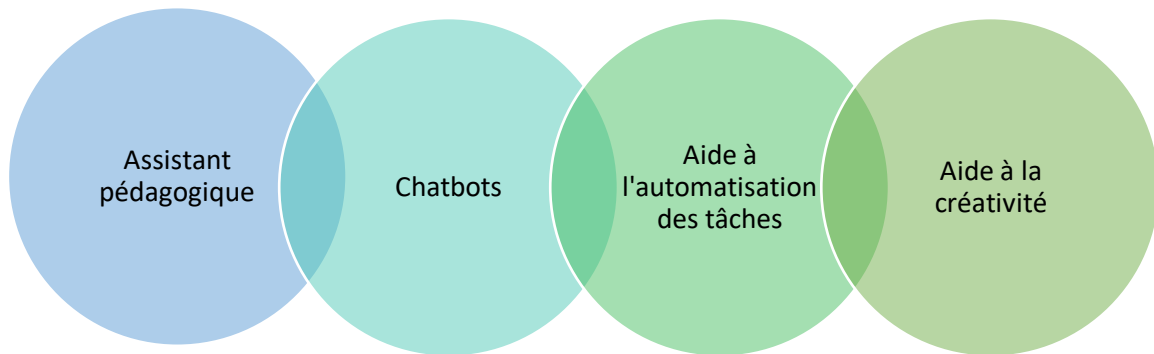 Assistant
pédagogique
Chatbots
Aide à
l'automatisation
des tâches
Aide à la
créativité